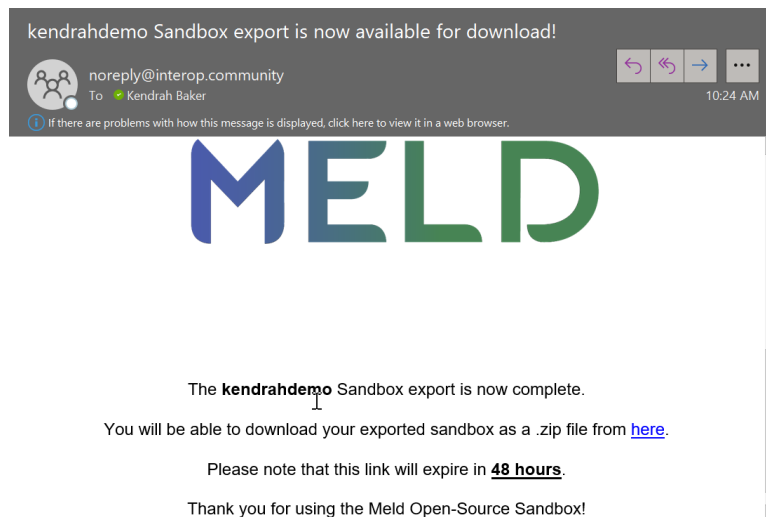 kendrahdemo Sandbox export is now available for download!
noreply@interop.community
To Kendrah Baker
10:24 AM
If there are problems with how this message is displayed, click here to view it in a web browser.
MELD
The kendrahdemo Sandbox export is now complete.
You will be able to download your exported sandbox as a .zip file from here.
Please note that this link will expire in 48 hours.
Thank you for using the Meld Open-Source Sandbox!